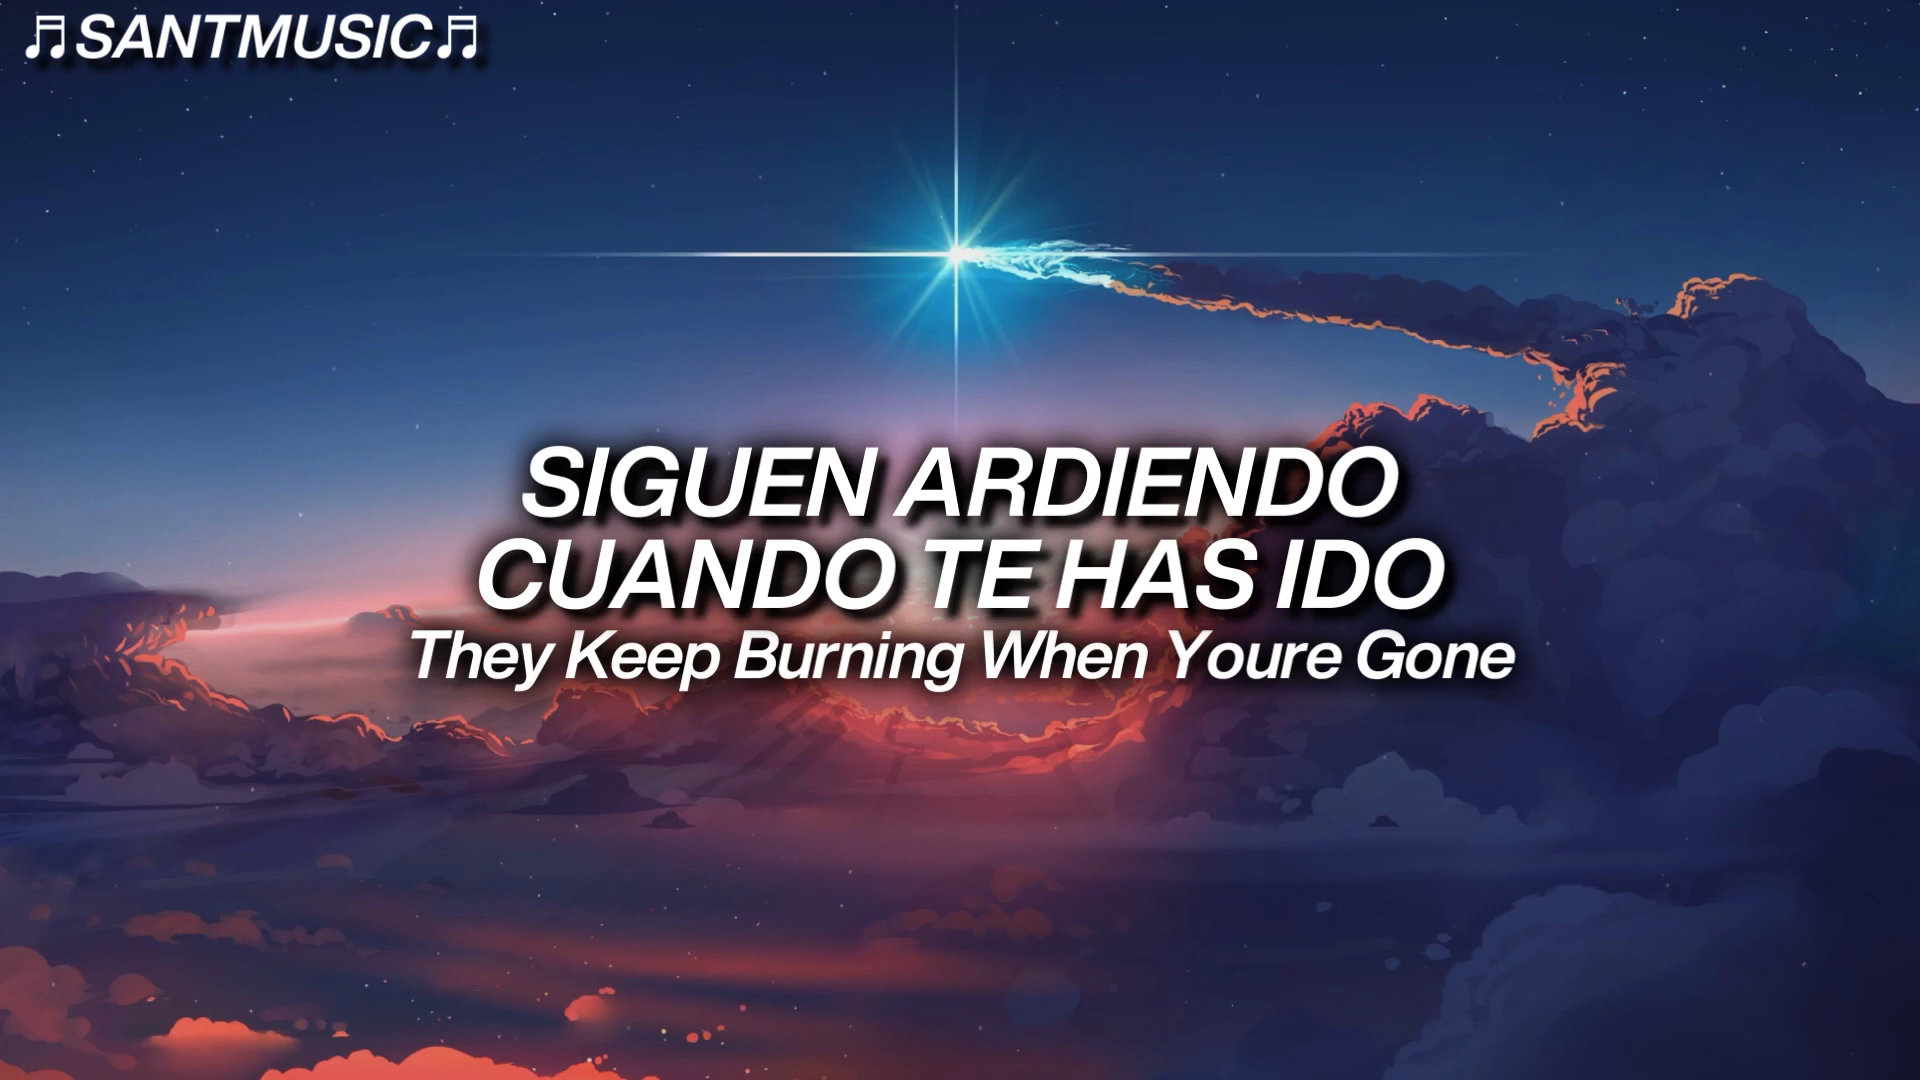 ♬SANTMUSIC♬
SIGUEN ARDIENDO
CUANDO TE HAS IDO
They Keep Burning When Youre Gone